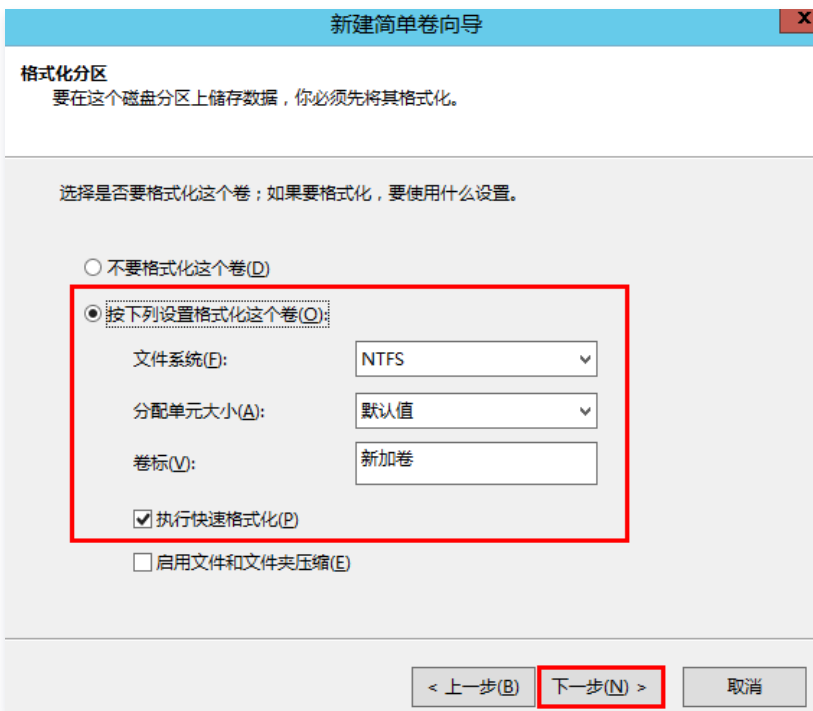 新建简单卷向导
x
格式化分区
要在这个磁盘分区上储存数据，你必须先将其格式化。
选择是否要格式化这个卷；如果要格式化，要使用什么设置。
不要格式化这个卷(D)
按下列设置格式化这个卷(O):
文件系统(F): NTFS
分配单元大小(A): 默认值
卷标(V): 新加卷
执行快速格式化(P)
启用文件和文件夹压缩(E)
< 上一步(B) 下一步(N) > 取消